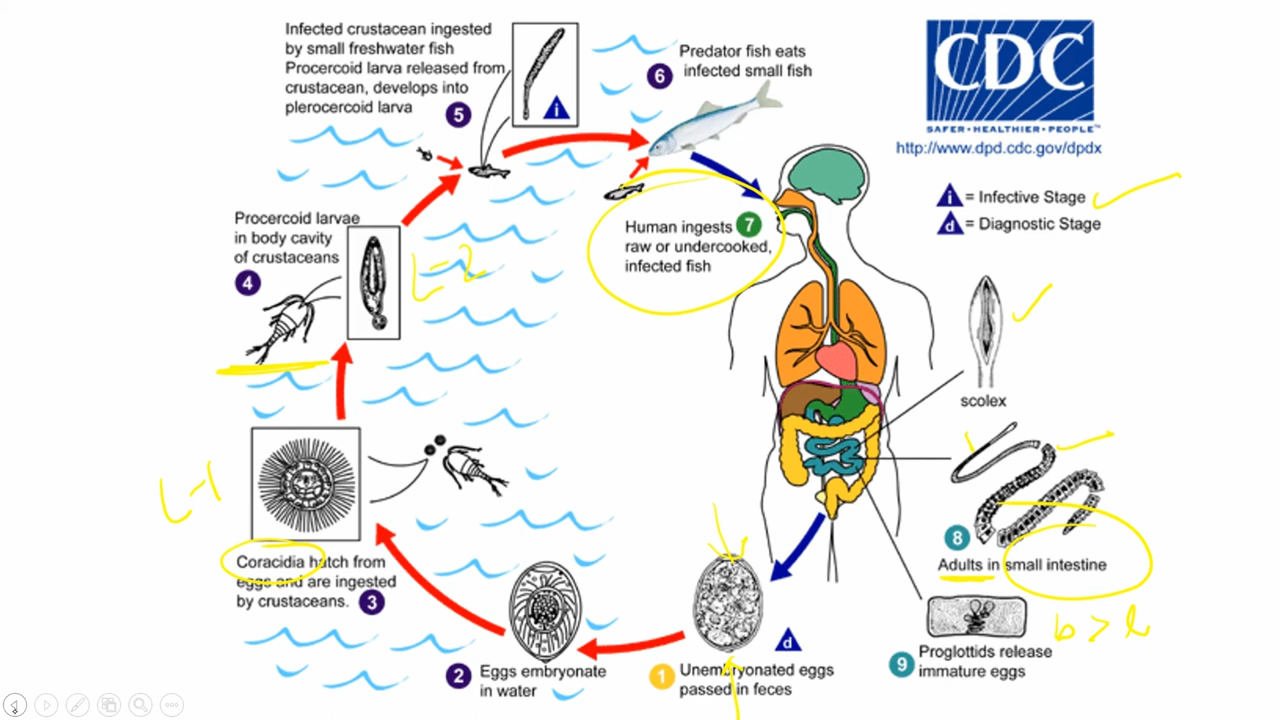 Infected crustacean ingested
by small freshwater fish
Procercoid larva released from
crustacean, develops into
plerocercoid larva
5
i
6
Predator fish eats
infected small fish
CDC
SAFER·HEALTHIER·PEOPLE™
http://www.dpd.cdc.gov/dpdx
i = Infective Stage
d = Diagnostic Stage
Procercoid larvae
in body cavity
of crustaceans
4
L-2
Human ingests 7
raw or undercooked,
infected fish
scolex
L-1
Coracidia hatch from
eggs and are ingested
by crustaceans. 3
8
Adults in small intestine
b > l
2 Eggs embryonate
in water
d
1 Unembryonated eggs
passed in feces
9 Proglottids release
immature eggs